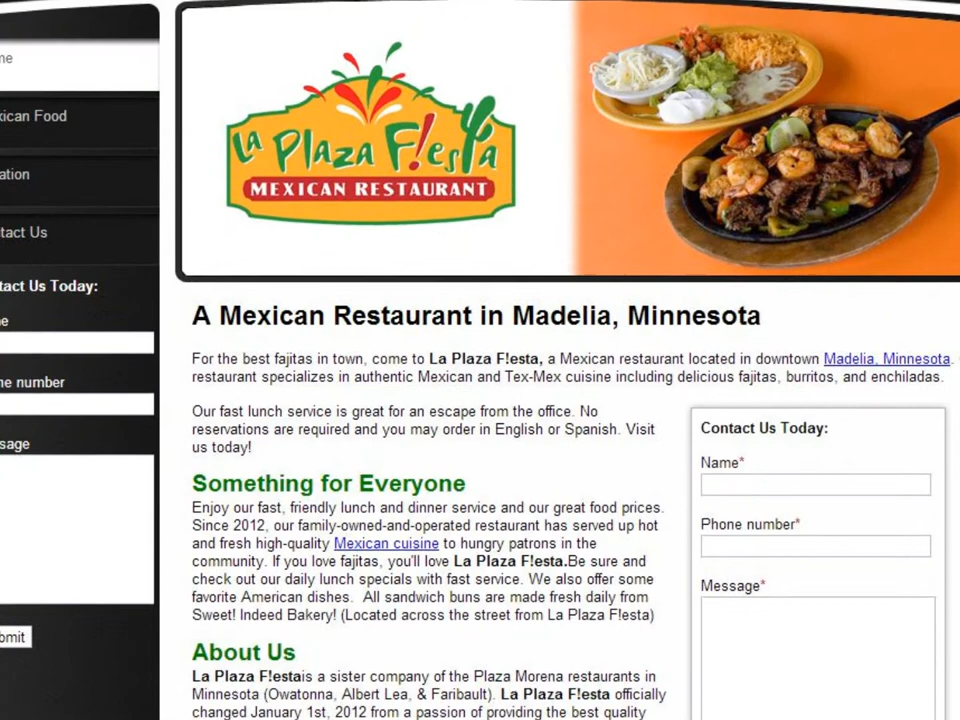 ne
xican Food
ation
tact Us
tact Us Today:
e
ne number
sage
bmit
La Plaza F!esta
MEXICAN RESTAURANT
A Mexican Restaurant in Madelia, Minnesota
For the best fajitas in town, come to La Plaza F!esta, a Mexican restaurant located in downtown Madelia, Minnesota.
restaurant specializes in authentic Mexican and Tex-Mex cuisine including delicious fajitas, burritos, and enchiladas.
Our fast lunch service is great for an escape from the office. No
reservations are required and you may order in English or Spanish. Visit
us today!
Something for Everyone
Enjoy our fast, friendly lunch and dinner service and our great food prices.
Since 2012, our family-owned-and-operated restaurant has served up hot
and fresh high-quality Mexican cuisine to hungry patrons in the
community. If you love fajitas, you'll love La Plaza F!esta.Be sure and
check out our daily lunch specials with fast service. We also offer some
favorite American dishes.  All sandwich buns are made fresh daily from
Sweet! Indeed Bakery! (Located across the street from La Plaza F!esta)
About Us
La Plaza F!estais a sister company of the Plaza Morena restaurants in
Minnesota (Owatonna, Albert Lea, & Faribault). La Plaza F!esta officially
changed January 1st, 2012 from a passion of providing the best quality
Contact Us Today:
Name*
Phone number*
Message*